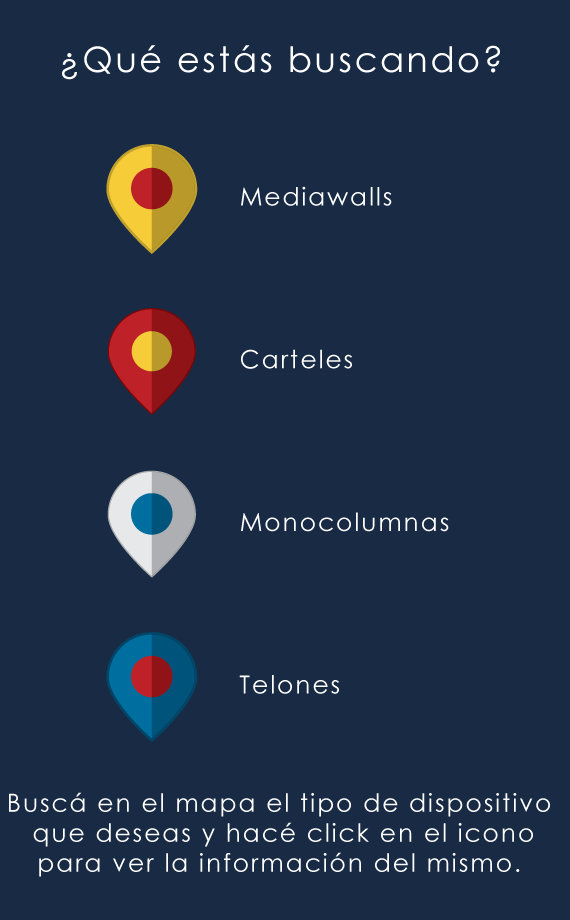 ¿Qué estás buscando?
Mediawalls
Carteles
Monocolumnas
Telones
Buscá en el mapa el tipo de dispositivo
que deseas y hacé click en el icono
para ver la información del mismo.